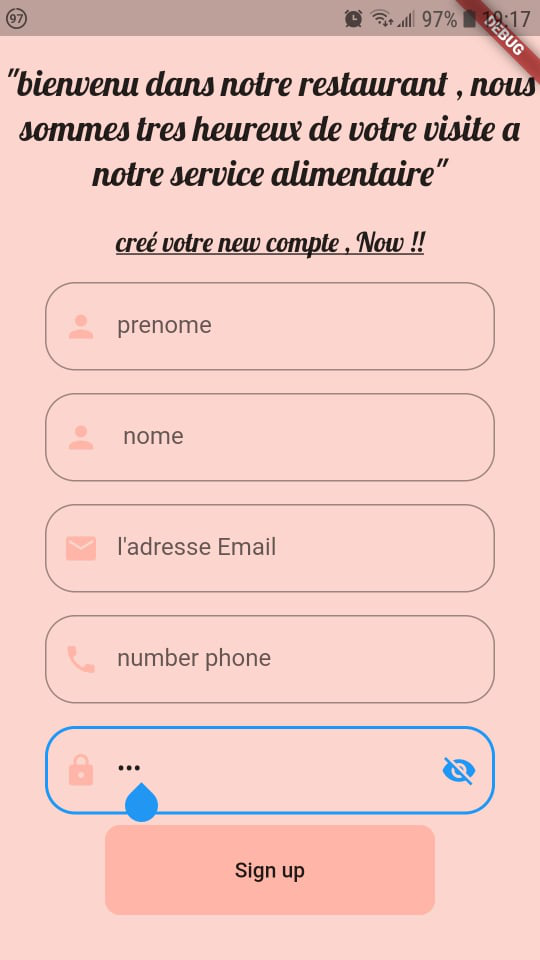 97
97% 19:17
DEBUG
"bienvenu dans notre restaurant , nous
sommes tres heureux de votre visite a
notre service alimentaire"
creé votre new compte , Now !!
prenome
nome
l'adresse Email
number phone
•••
Sign up